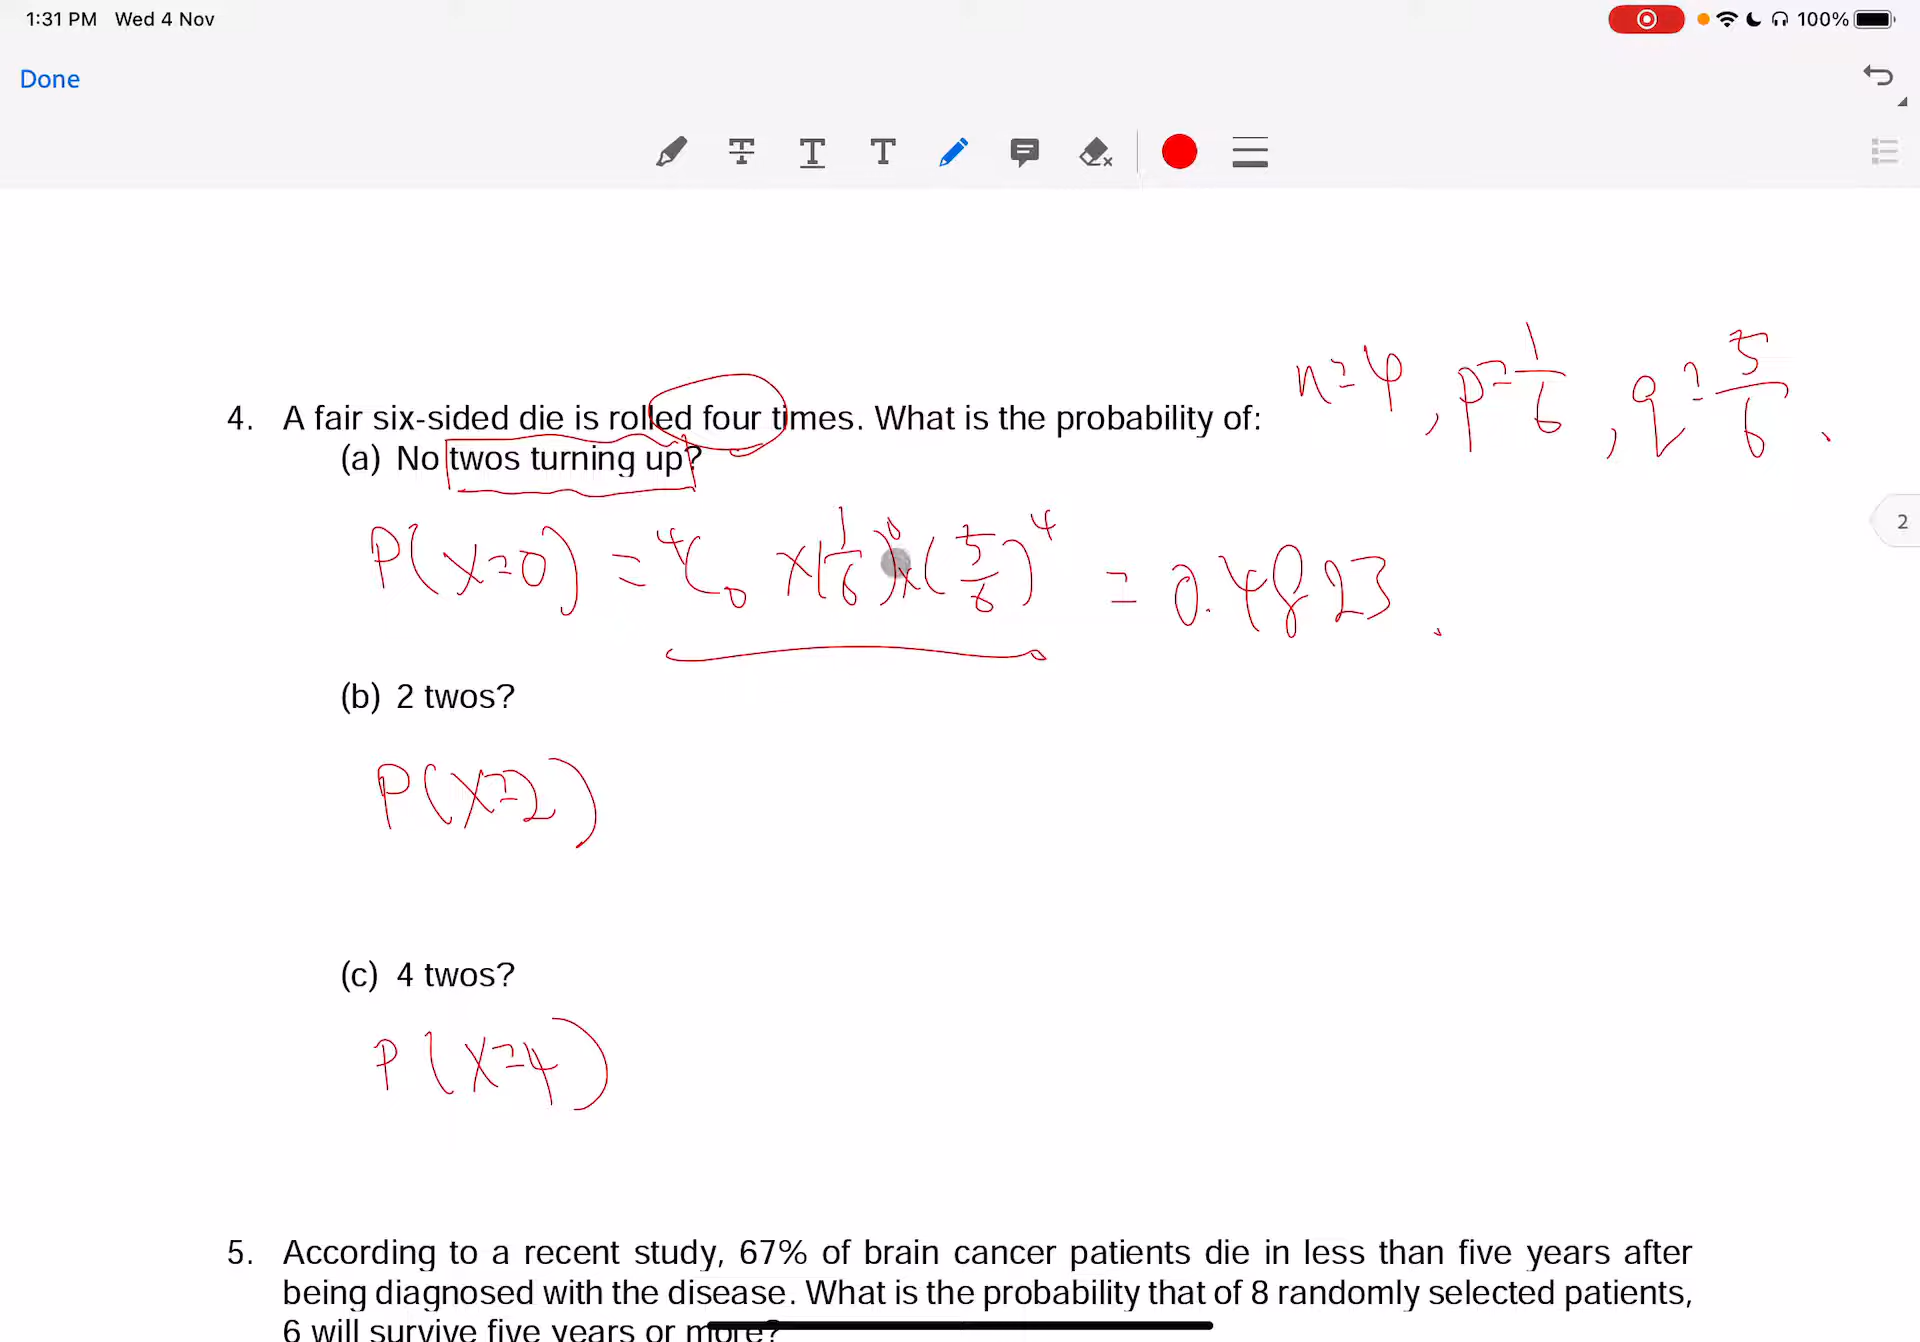 1:31 PM Wed 4 Nov 100%
Done
T T T
n=4, p=1/6, q=5/6.
4. A fair six-sided die is rolled four times. What is the probability of:
(a) No twos turning up?
2
P(X=0) = ⁴C₀ x(1/6)⁰x(5/6)⁴ = 0.4823.
(b) 2 twos?
P(X=2)
(c) 4 twos?
P(X=4)
5. According to a recent study, 67% of brain cancer patients die in less than five years after
being diagnosed with the disease. What is the probability that of 8 randomly selected patients,
6 will survive five years or more?